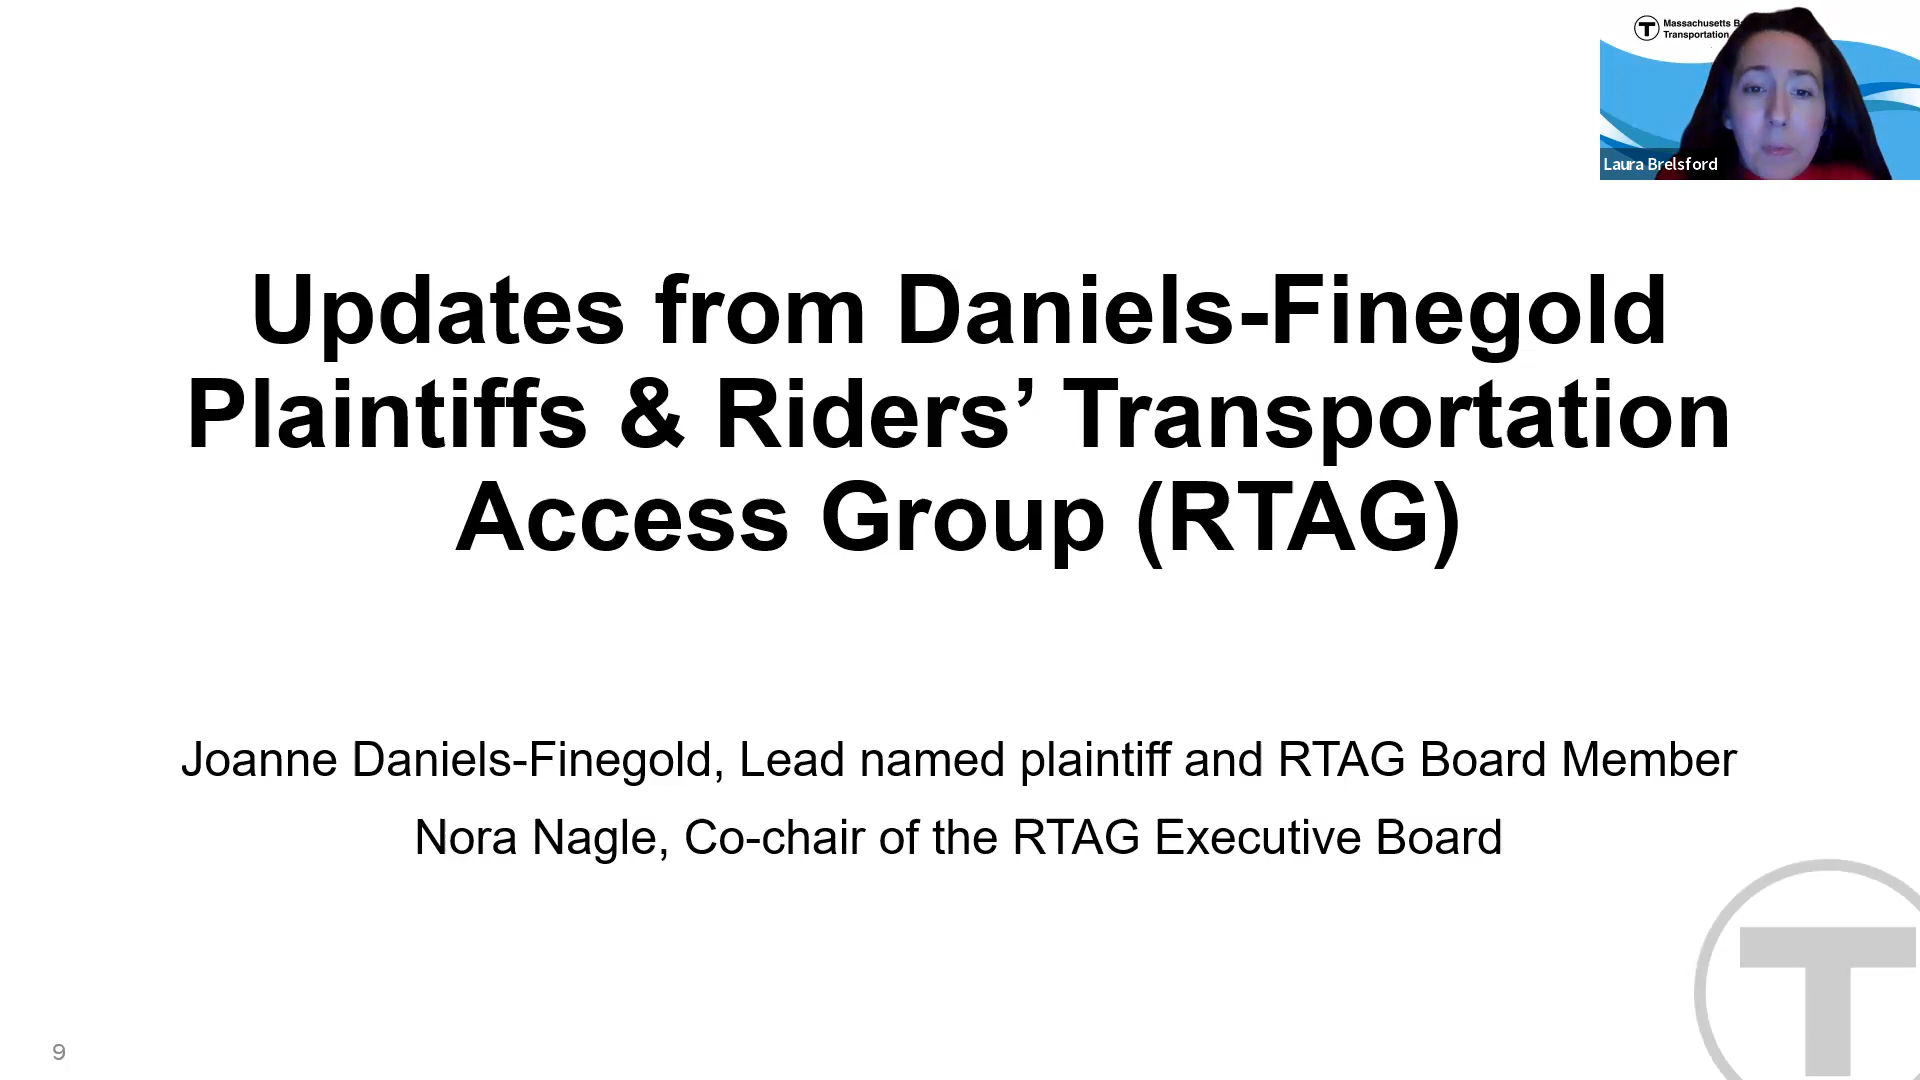 Massachusetts B
Transportation
Laura Brelsford
Updates from Daniels-Finegold
Plaintiffs & Riders’ Transportation
Access Group (RTAG)
Joanne Daniels-Finegold, Lead named plaintiff and RTAG Board Member
Nora Nagle, Co-chair of the RTAG Executive Board
T
9